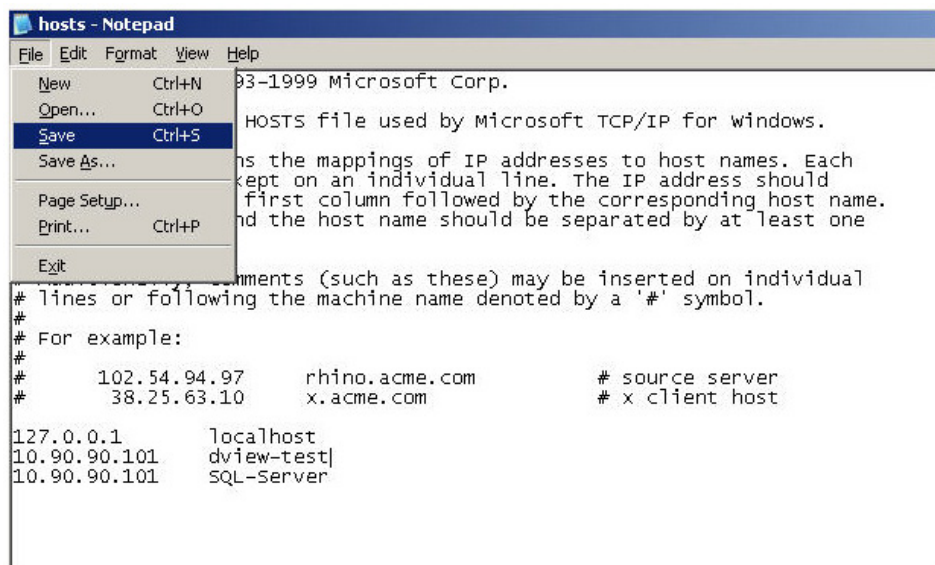 hosts - Notepad
File Edit Format View Help
New Ctrl+N
Open... Ctrl+O
Save Ctrl+S
Save As...
Page Setup...
Print... Ctrl+P
Exit
93-1999 Microsoft Corp.
HOSTS file used by Microsoft TCP/IP for Windows.
ns the mappings of IP addresses to host names. Each
kept on an individual line. The IP address should
first column followed by the corresponding host name.
nd the host name should be separated by at least one
mments (such as these) may be inserted on individual
# lines or following the machine name denoted by a '#' symbol.
#
# For example:
#
# 102.54.94.97 rhino.acme.com # source server
# 38.25.63.10 x.acme.com # x client host
127.0.0.1 localhost
10.90.90.101 dview-test
10.90.90.101 SQL-Server